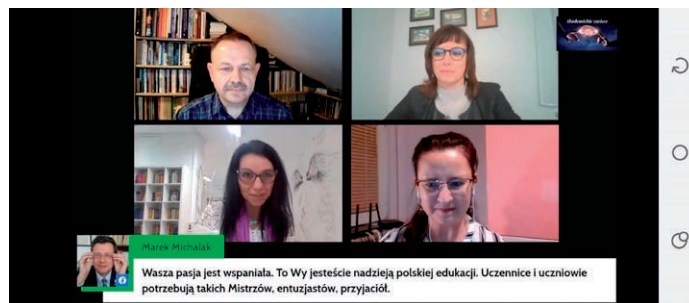 Marek Michalak
Wasza pasja jest wspaniała. To Wy jesteście nadzieją polskiej edukacji. Uczennice i uczniowie
potrzebują takich Mistrzów, entuzjastów, przyjaciół.